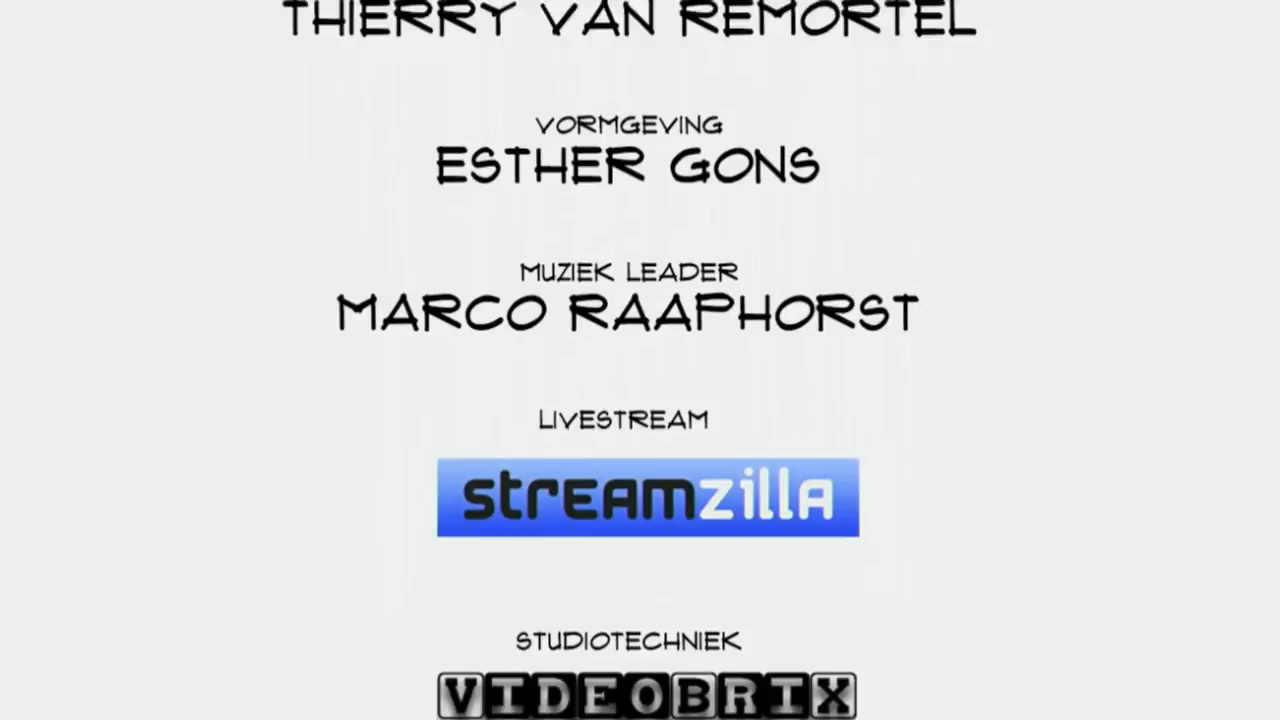 THIERRY VAN REMORTEL
VORMGEVING
ESTHER GONS
MUZIEK LEADER
MARCO RAAPHORST
LIVESTREAM
streamzilla
STUDIOTECHNIEK
VIDEOBRIX